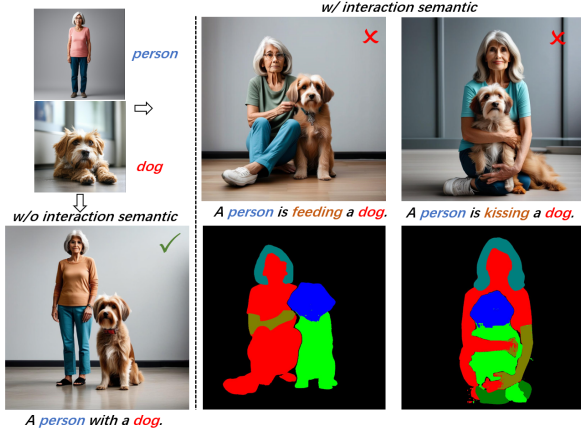 w/ interaction semantic
person
dog
A person is feeding a dog.
A person is kissing a dog.
w/o interaction semantic
A person with a dog.